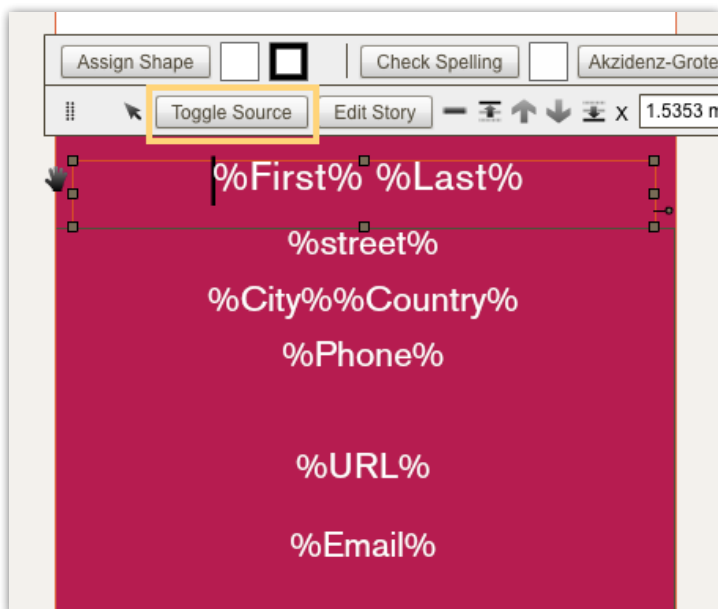 Assign Shape Check Spelling Akzidenz-Grote
Toggle Source Edit Story x 1.5353 m
%First% %Last%
%street%
%City%%Country%
%Phone%
%URL%
%Email%